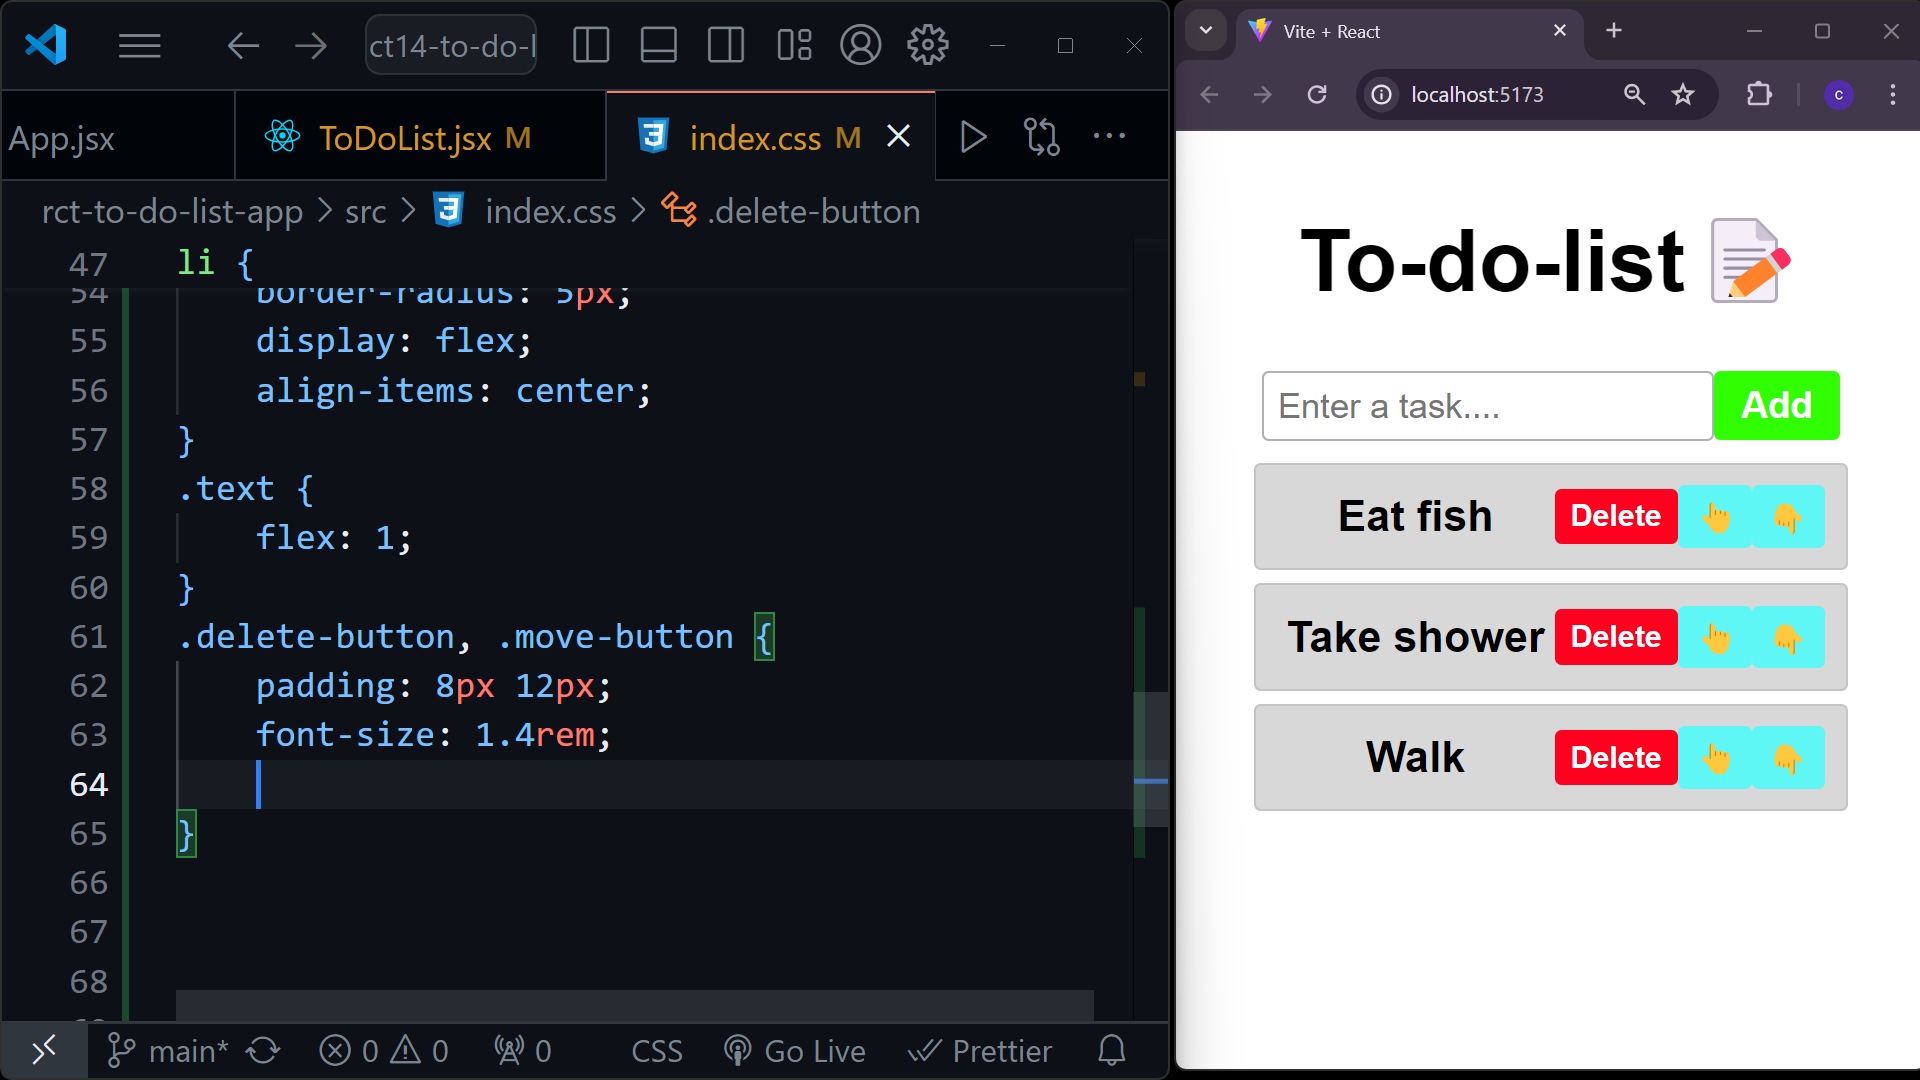 ct14-to-do-l
App.jsx
ToDoList.jsx M
index.css M
rct-to-do-list-app > src > index.css > .delete-button
47 li {
54 border-radius: 5px;
55 display: flex;
56 align-items: center;
57 }
58 .text {
59 flex: 1;
60 }
61 .delete-button, .move-button {
62 padding: 8px 12px;
63 font-size: 1.4rem;
64
65 }
66
67
68
main* 0 0 0 CSS Go Live Prettier
Vite + React
localhost:5173
c
To-do-list
Enter a task.... Add
Eat fish Delete
Take shower Delete
Walk Delete